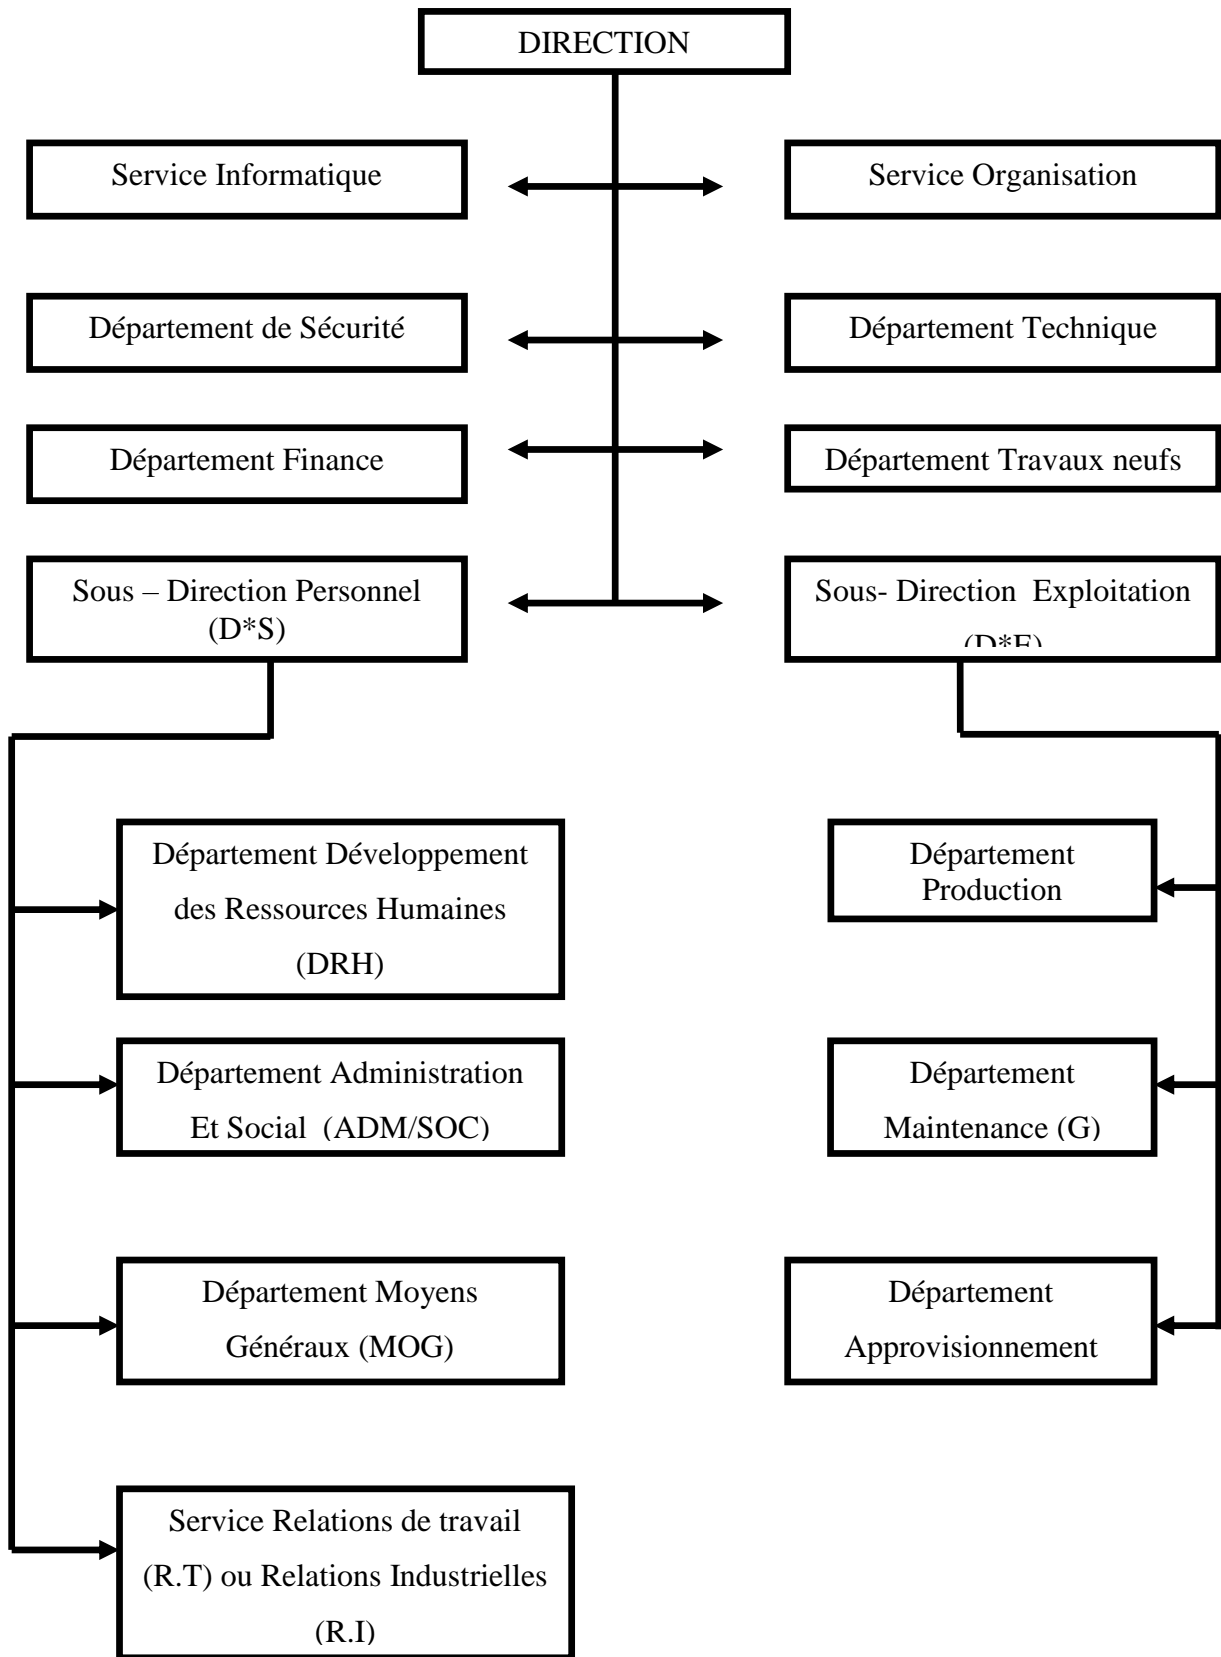 DIRECTION
Service Informatique
Service Organisation
Département de Sécurité
Département Technique
Département Finance
Département Travaux neufs
Sous – Direction Personnel
(D*S)
Sous- Direction  Exploitation
Département Développement
des Ressources Humaines
(DRH)
Département
Production
Département Administration
Et Social  (ADM/SOC)
Département
Maintenance (G)
Département Moyens
Généraux (MOG)
Département
Approvisionnement
Service Relations de travail
(R.T) ou Relations Industrielles
(R.I)